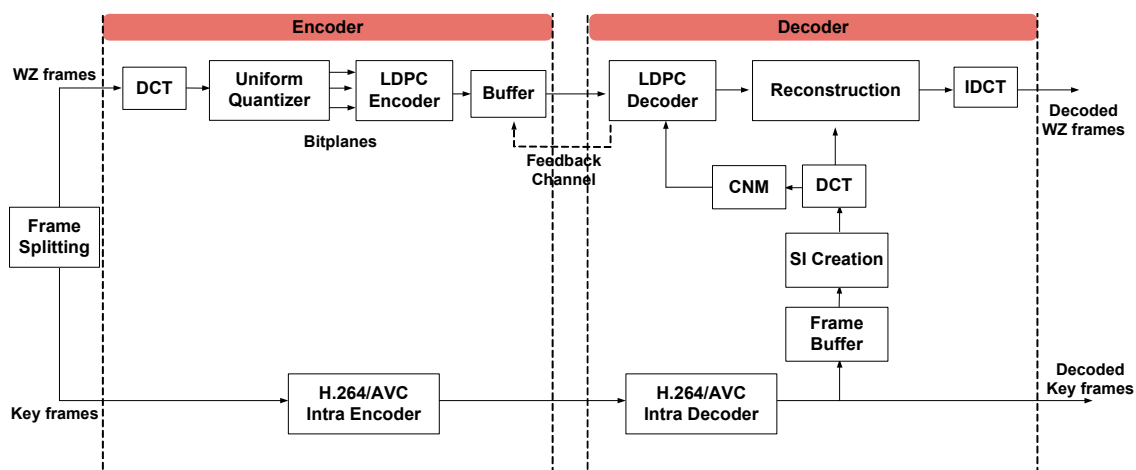 Encoder
Decoder
WZ frames
DCT
Uniform
Quantizer
LDPC
Encoder
Buffer
LDPC
Decoder
Reconstruction
IDCT
Decoded
WZ frames
Bitplanes
Feedback
Channel
CNM
DCT
Frame
Splitting
SI Creation
Frame
Buffer
Key frames
H.264/AVC
Intra Encoder
H.264/AVC
Intra Decoder
Decoded
Key frames